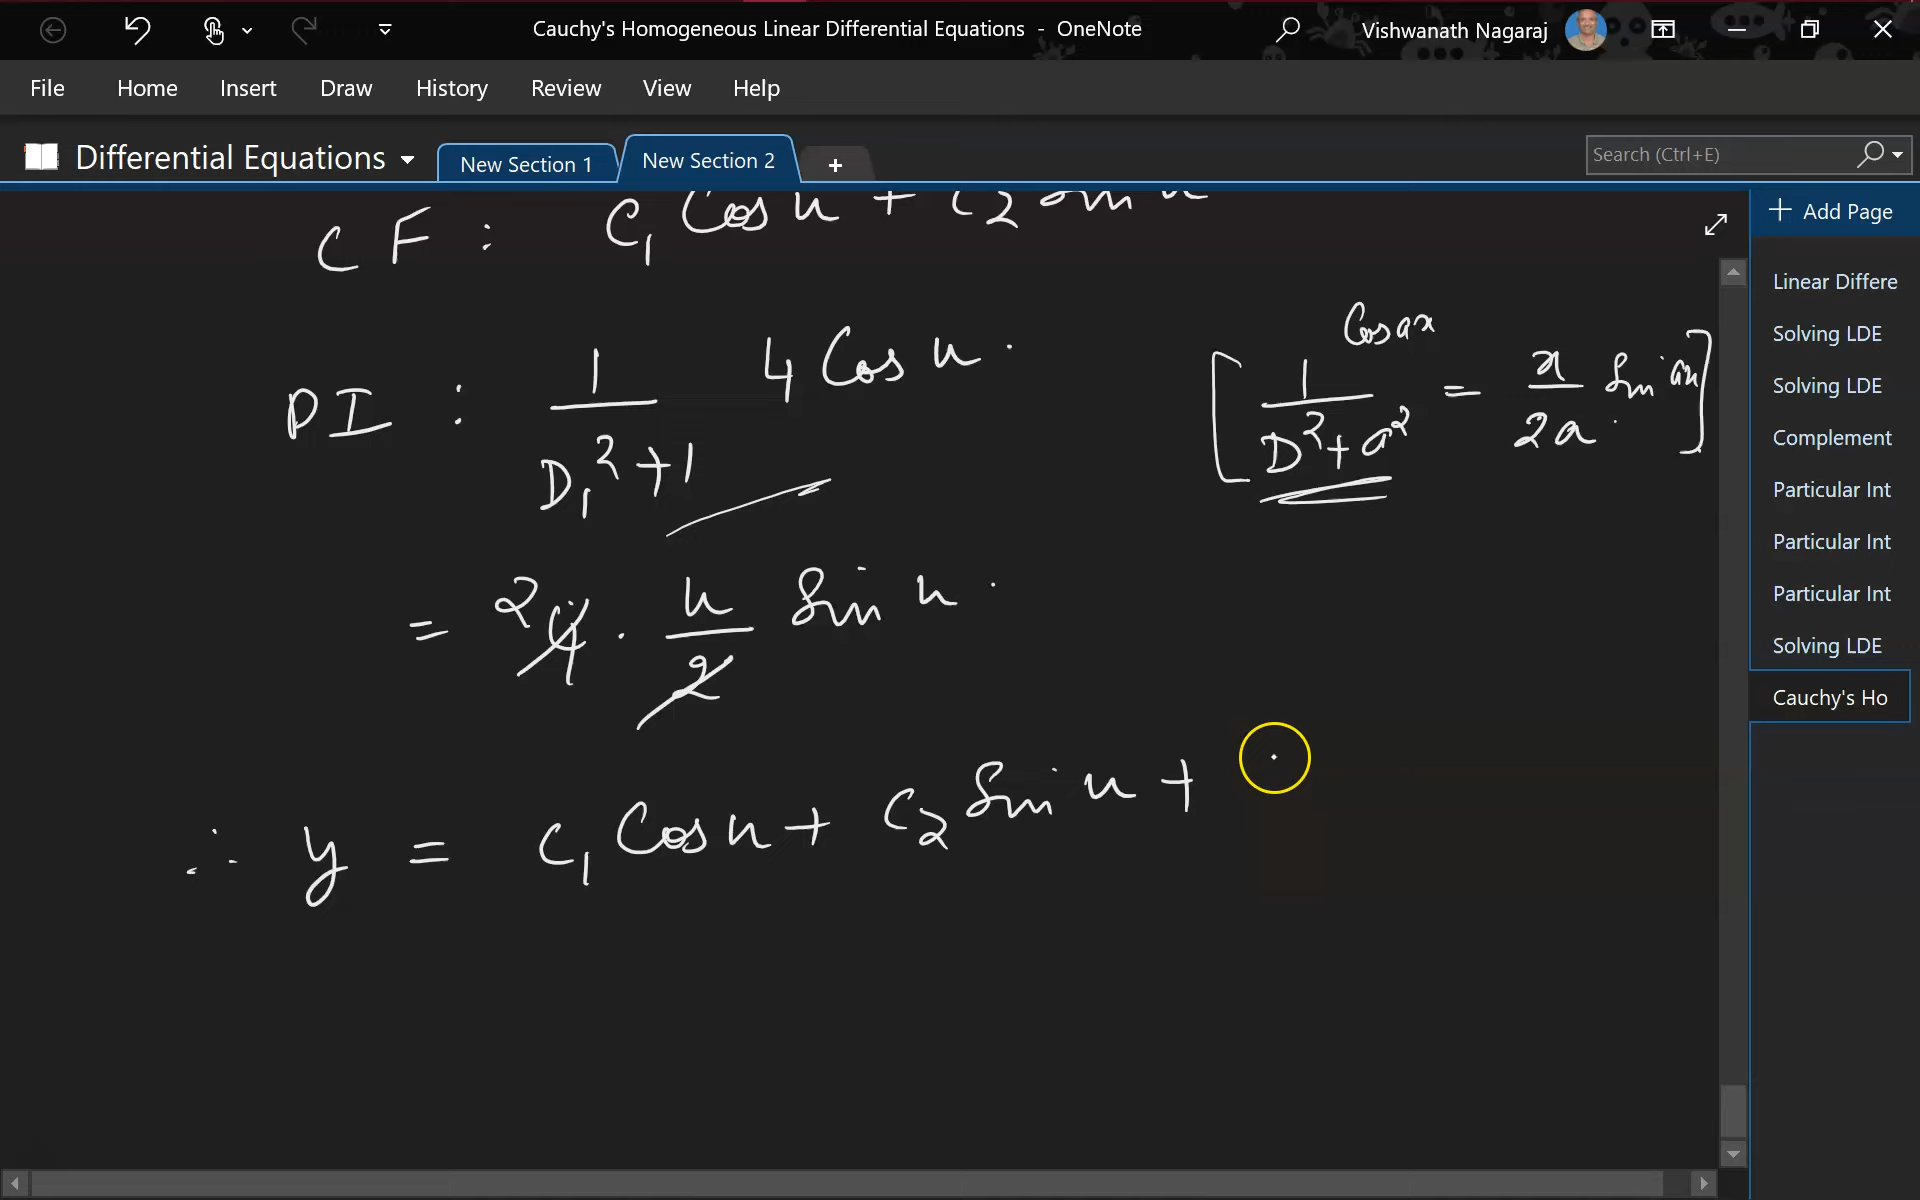 Cauchy's Homogeneous Linear Differential Equations - OneNote
Vishwanath Nagaraj
File Home Insert Draw History Review View Help
Differential Equations
New Section 1
New Section 2
+
Search (Ctrl+E)
+ Add Page
Linear Differe
Solving LDE
Solving LDE
Complement
Particular Int
Particular Int
Particular Int
Solving LDE
Cauchy's Ho
CF : C₁ Cos u + C₂ Sin u
PI : 1/(D₁²+1) 4 Cos u.
[1/(D²+a²) Cos ax = x/2a Sin ax]
= 2 4 . u/2 Sin u.
∴ y = C₁ Cos u + C₂ Sin u +